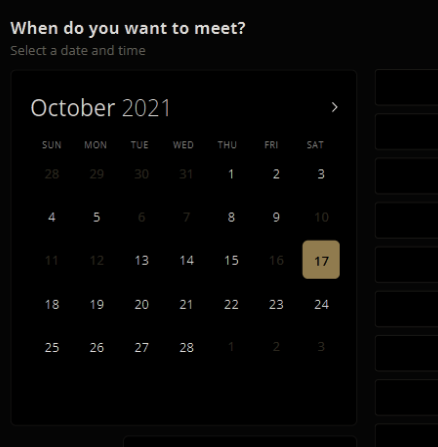 When do you want to meet?
Select a date and time
October 2021
SUN MON TUE WED THU FRI SAT
28 29 30 31 1 2 3
4 5 6 7 8 9 10
11 12 13 14 15 16 17
18 19 20 21 22 23 24
25 26 27 28 1 2 3